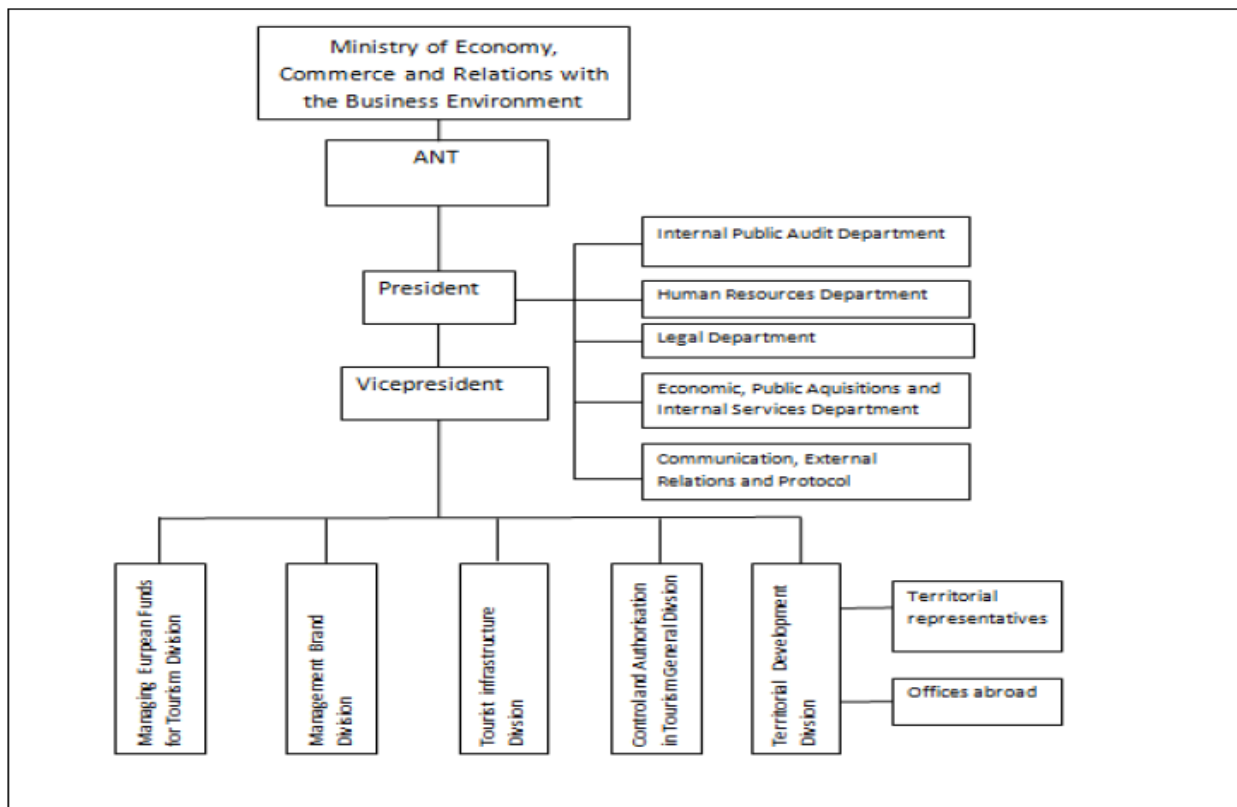 Ministry of Economy,
Commerce and Relations with
the Business Environment
ANT
Internal Public Audit Department
President
Human Resources Department
Legal Department
Vicepresident
Economic, Public Aquisitions and
Internal Services Department
Communication, External
Relations and Protocol
Managing Eurpean Funds
for Tourism Division
Management Brand
Division
Tourist infrastructure
Division
Control and Authorisation
in Tourism General Division
Territorial Development
Division
Territorial
representatives
Offices abroad